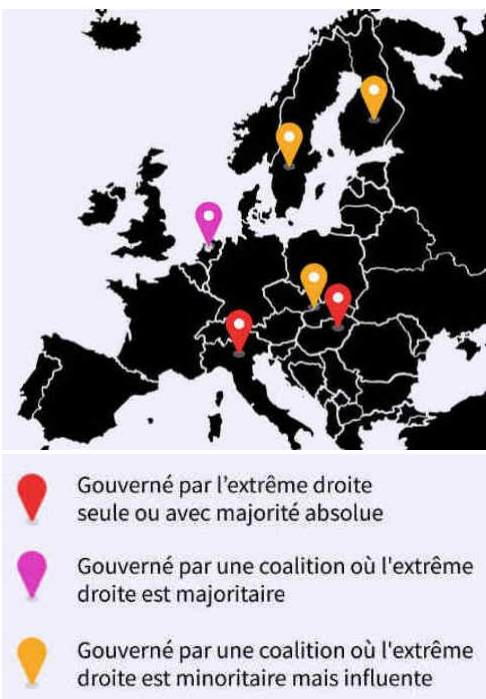 Gouverné par l’extrême droite
seule ou avec majorité absolue
Gouverné par une coalition où l'extrême
droite est majoritaire
Gouverné par une coalition où l'extrême
droite est minoritaire mais influente